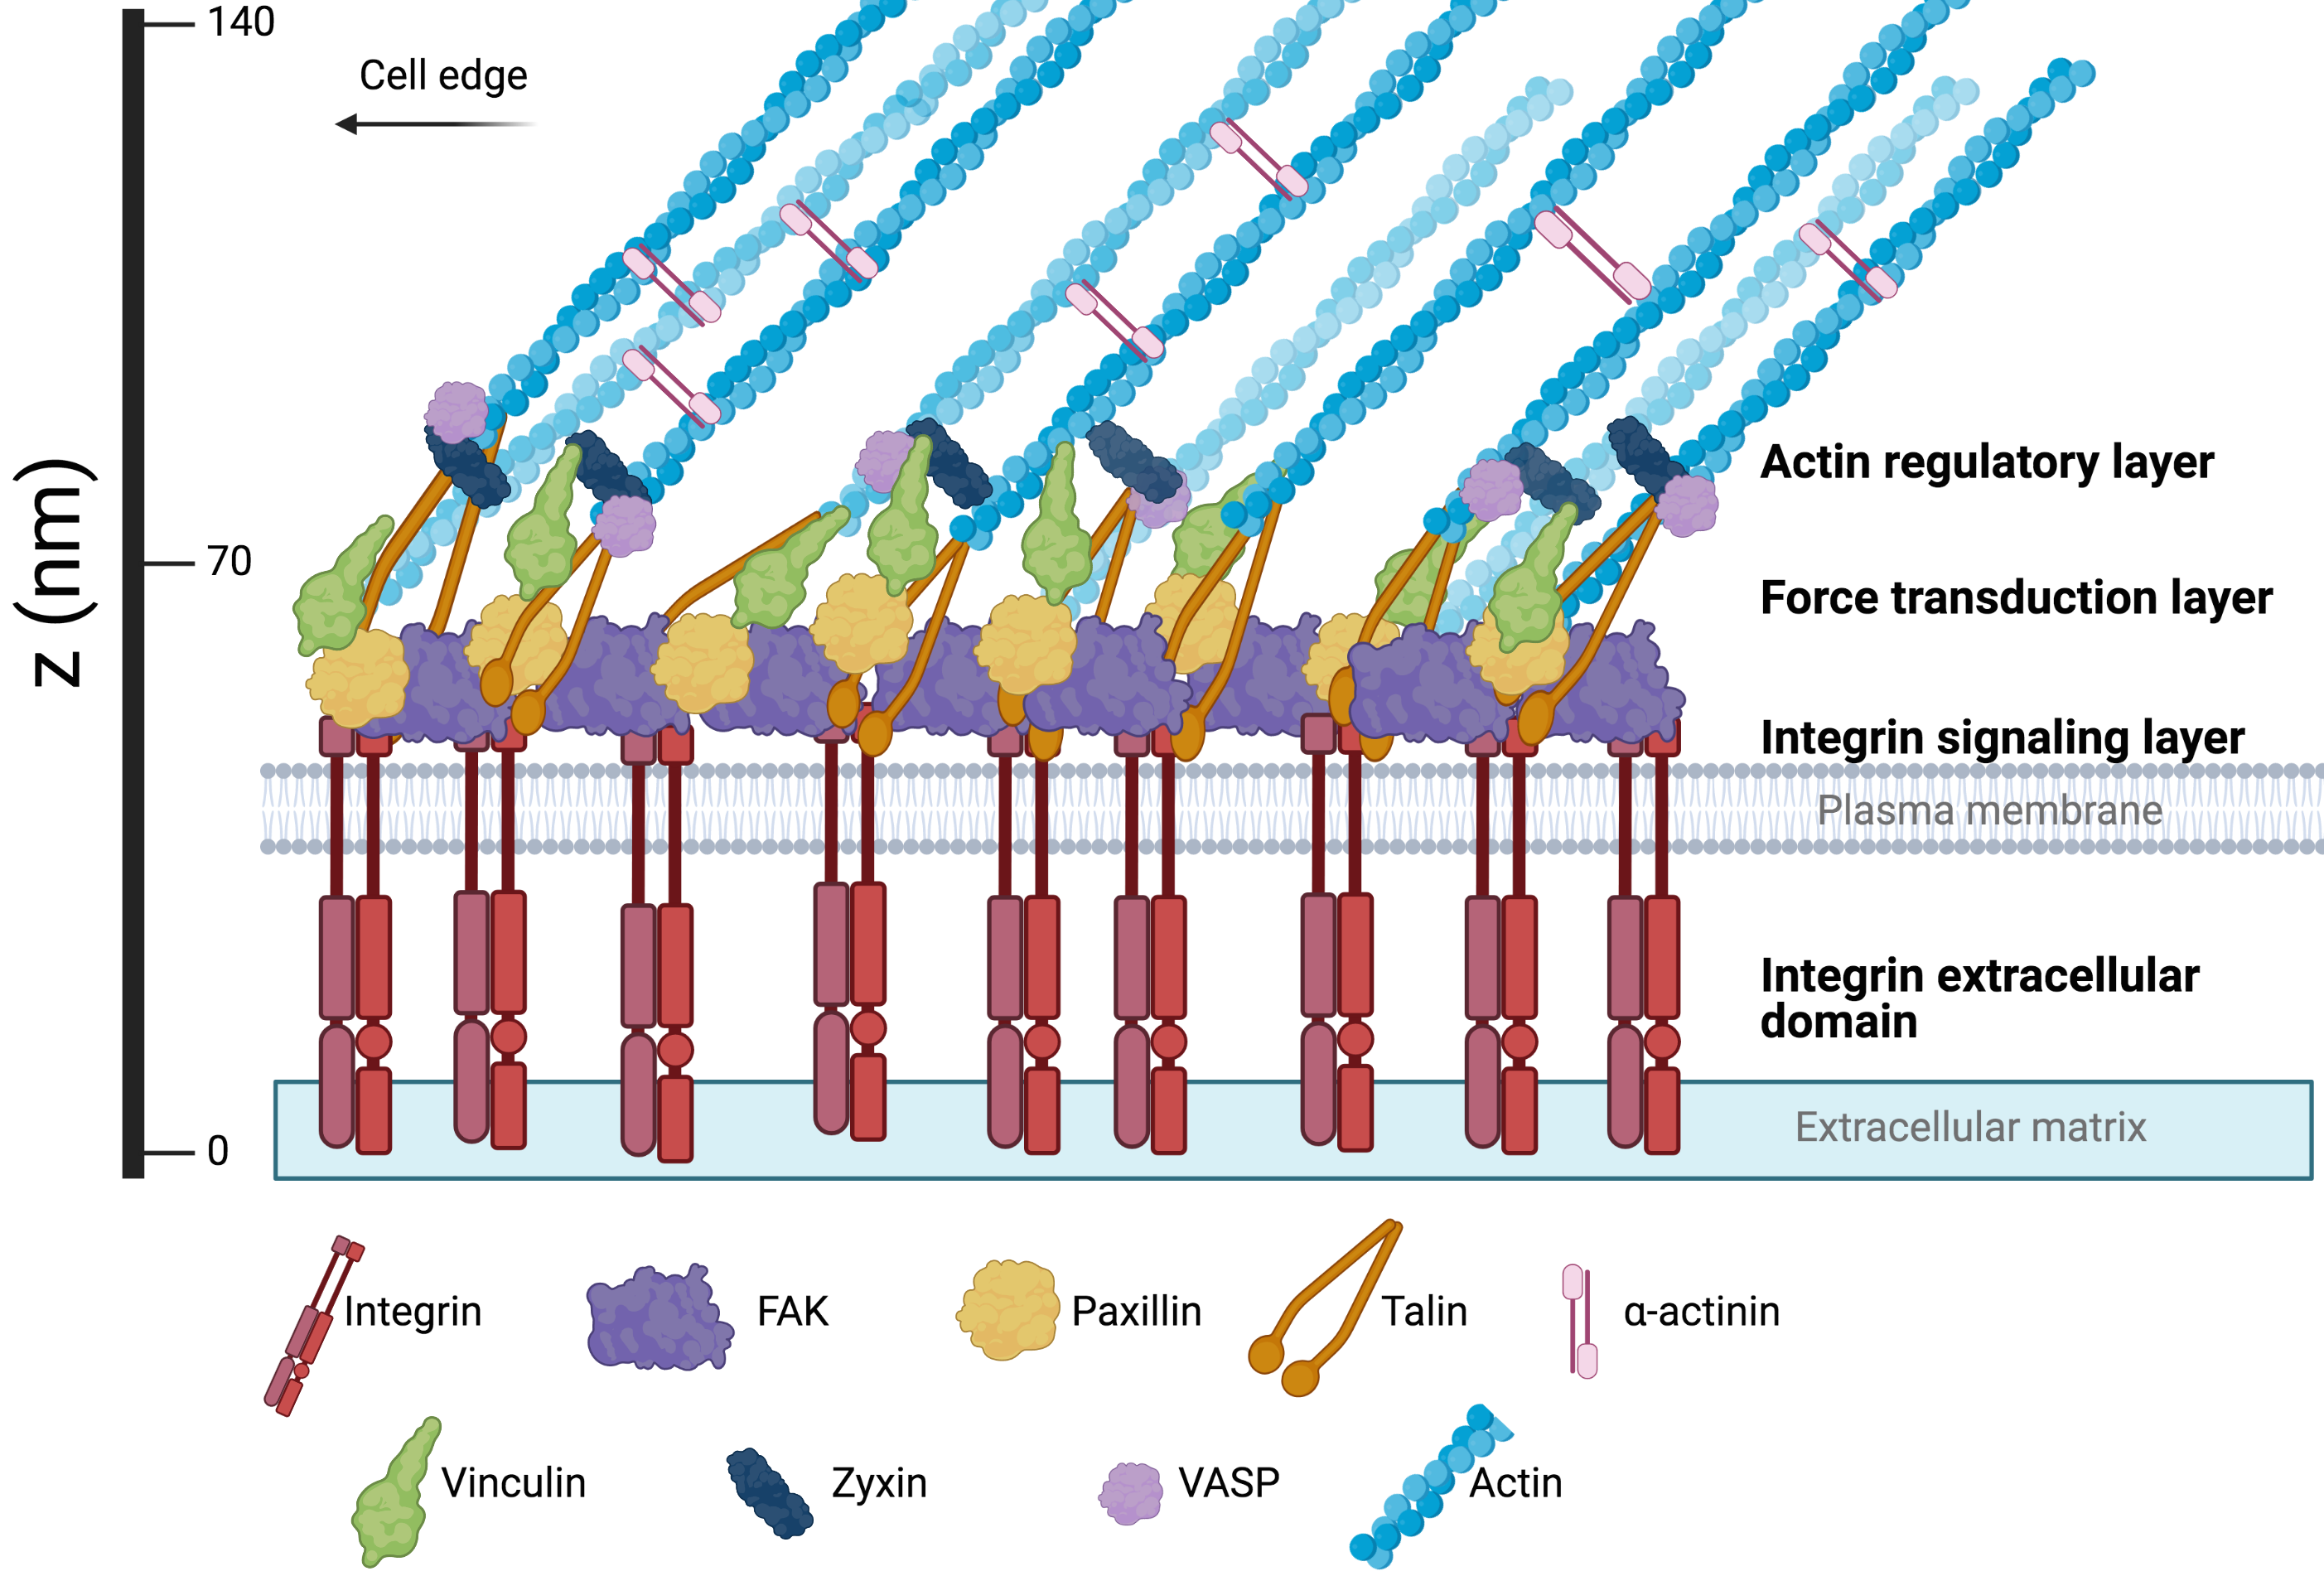 140
Cell edge
z (nm)
Actin regulatory layer
70
Force transduction layer
Integrin signaling layer
Plasma membrane
Integrin extracellular
domain
Extracellular matrix
0
Integrin
FAK
Paxillin
Talin
α-actinin
Vinculin
Zyxin
VASP
Actin